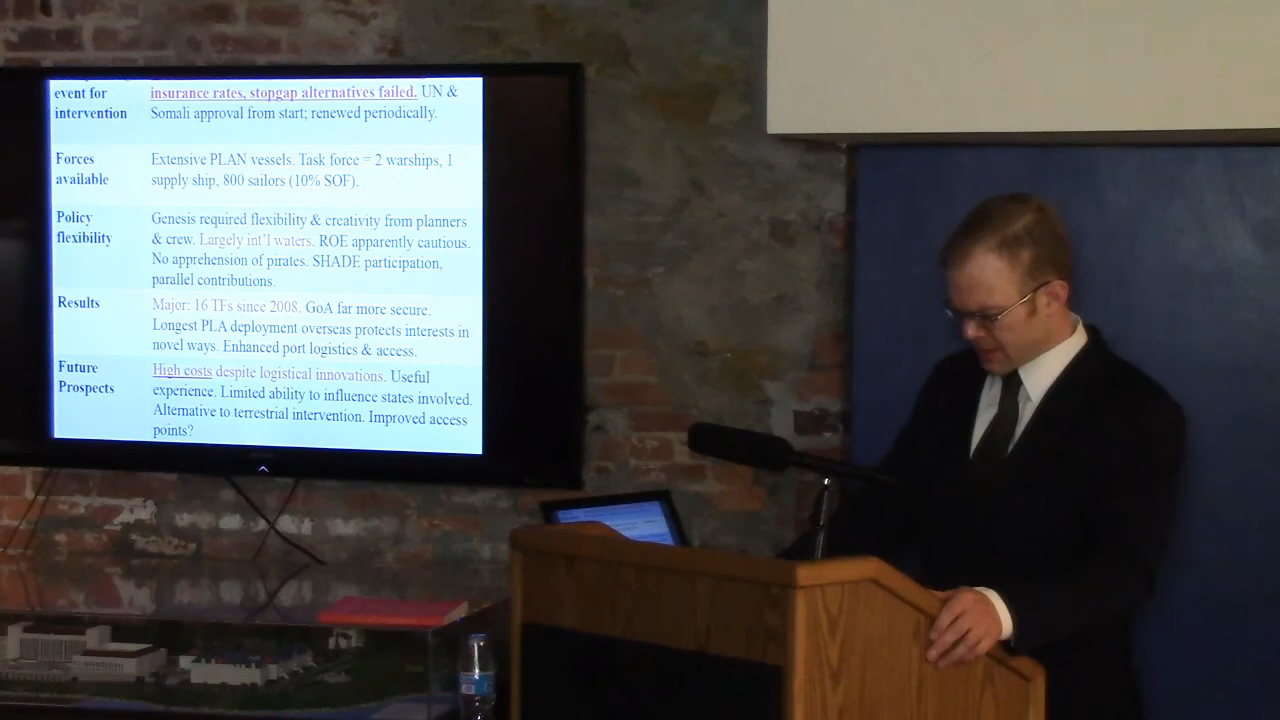 event for
intervention
insurance rates, stopgap alternatives failed. UN &
Somali approval from start; renewed periodically.
Forces
available
Extensive PLAN vessels. Task force = 2 warships, 1
supply ship, 800 sailors (10% SOF).
Policy
flexibility
Genesis required flexibility & creativity from planners
& crew. Largely int'l waters. ROE apparently cautious.
No apprehension of pirates. SHADE participation,
parallel contributions.
Results
Major: 16 TFs since 2008. GoA far more secure.
Longest PLA deployment overseas protects interests in
novel ways. Enhanced port logistics & access.
Future
Prospects
High costs despite logistical innovations. Useful
experience. Limited ability to influence states involved.
Alternative to terrestrial intervention. Improved access
points?